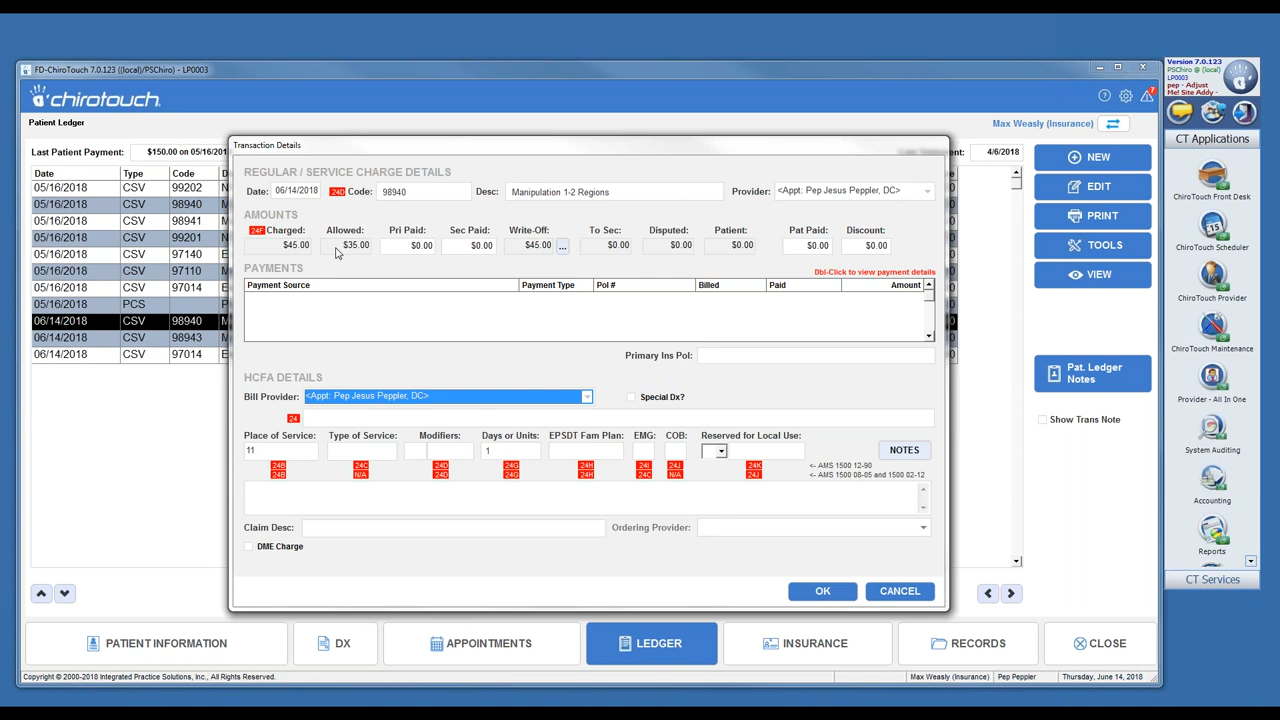 FD-ChiroTouch 7.0.123 ((local)/PSChiro) - LP0003
chirotouch.
Patient Ledger
Max Weasly (Insurance)
Last Patient Payment: $150.00 on 05/16/201
4/6/2018
Date Type Code
05/16/2018 CSV 99202
05/16/2018 CSV 98940
05/16/2018 CSV 98941
05/16/2018 CSV 99201
05/16/2018 CSV 97140
05/16/2018 CSV 97110
05/16/2018 CSV 97014
05/16/2018 PCS
06/14/2018 CSV 98940
06/14/2018 CSV 98943
06/14/2018 CSV 97014
NEW
EDIT
PRINT
TOOLS
VIEW
Pat. Ledger
Notes
Show Trans Note
Transaction Details
REGULAR / SERVICE CHARGE DETAILS
Date: 06/14/2018 24D Code: 98940 Desc: Manipulation 1-2 Regions Provider: <Appt: Pep Jesus Peppler, DC>
AMOUNTS
24F Charged: Allowed: Pri Paid: Sec Paid: Write-Off: To Sec: Disputed: Patient: Pat Paid: Discount:
$45.00 $35.00 $0.00 $0.00 $45.00 ... $0.00 $0.00 $0.00 $0.00 $0.00
PAYMENTS Dbl-Click to view payment details
Payment Source Payment Type Pol # Billed Paid Amount
Primary Ins Pol:
HCFA DETAILS
Bill Provider: <Appt: Pep Jesus Peppler, DC> Special Dx?
24
Place of Service: Type of Service: Modifiers: Days or Units: EPSDT Fam Plan: EMG: COB: Reserved for Local Use:
11 1 NOTES
24B 24C 24D 24G 24H 24I 24J 24K <- AMS 1500 12-90
24B N/A 24D 24G 24H 24C N/A 24J <- AMS 1500 08-05 and 1500 02-12
Claim Desc: Ordering Provider:
DME Charge
OK CANCEL
PATIENT INFORMATION DX APPOINTMENTS LEDGER INSURANCE RECORDS CLOSE
Copyright © 2000-2018 Integrated Practice Solutions, Inc., All Rights Reserved. Max Weasly (Insurance) Pep Peppler Thursday, June 14, 2018
Version 7.0.123
PSChiro @ (local)
LP0003
pep - Adjust
Me! Site Addy -
7
CT Applications
ChiroTouch Front Desk
ChiroTouch Scheduler
ChiroTouch Provider
ChiroTouch Maintenance
Provider - All In One
System Auditing
Accounting
Reports
CT Services